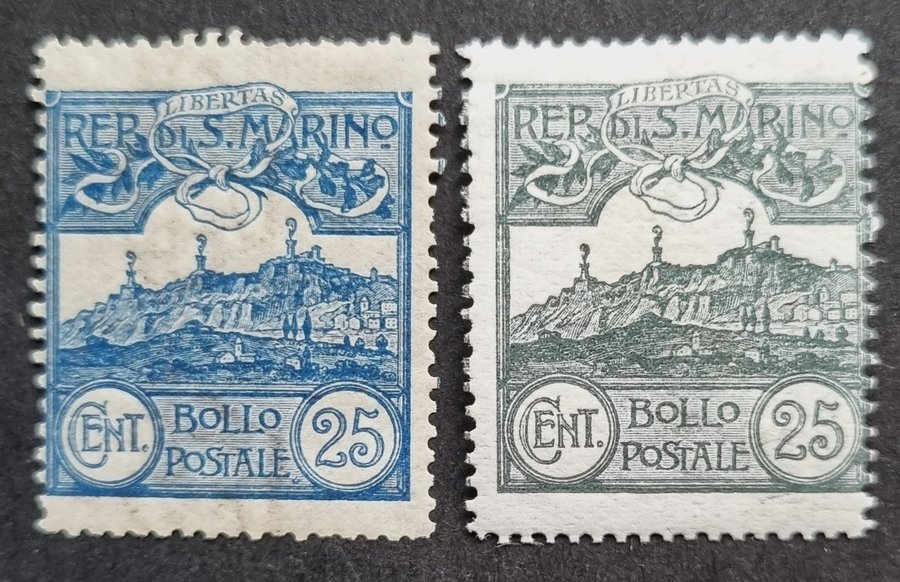 LIBERTAS
REP. DI S. MARINO
CENT. BOLLO POSTALE 25
LIBERTAS
REP. DI S. MARINO
CENT. BOLLO POSTALE 25